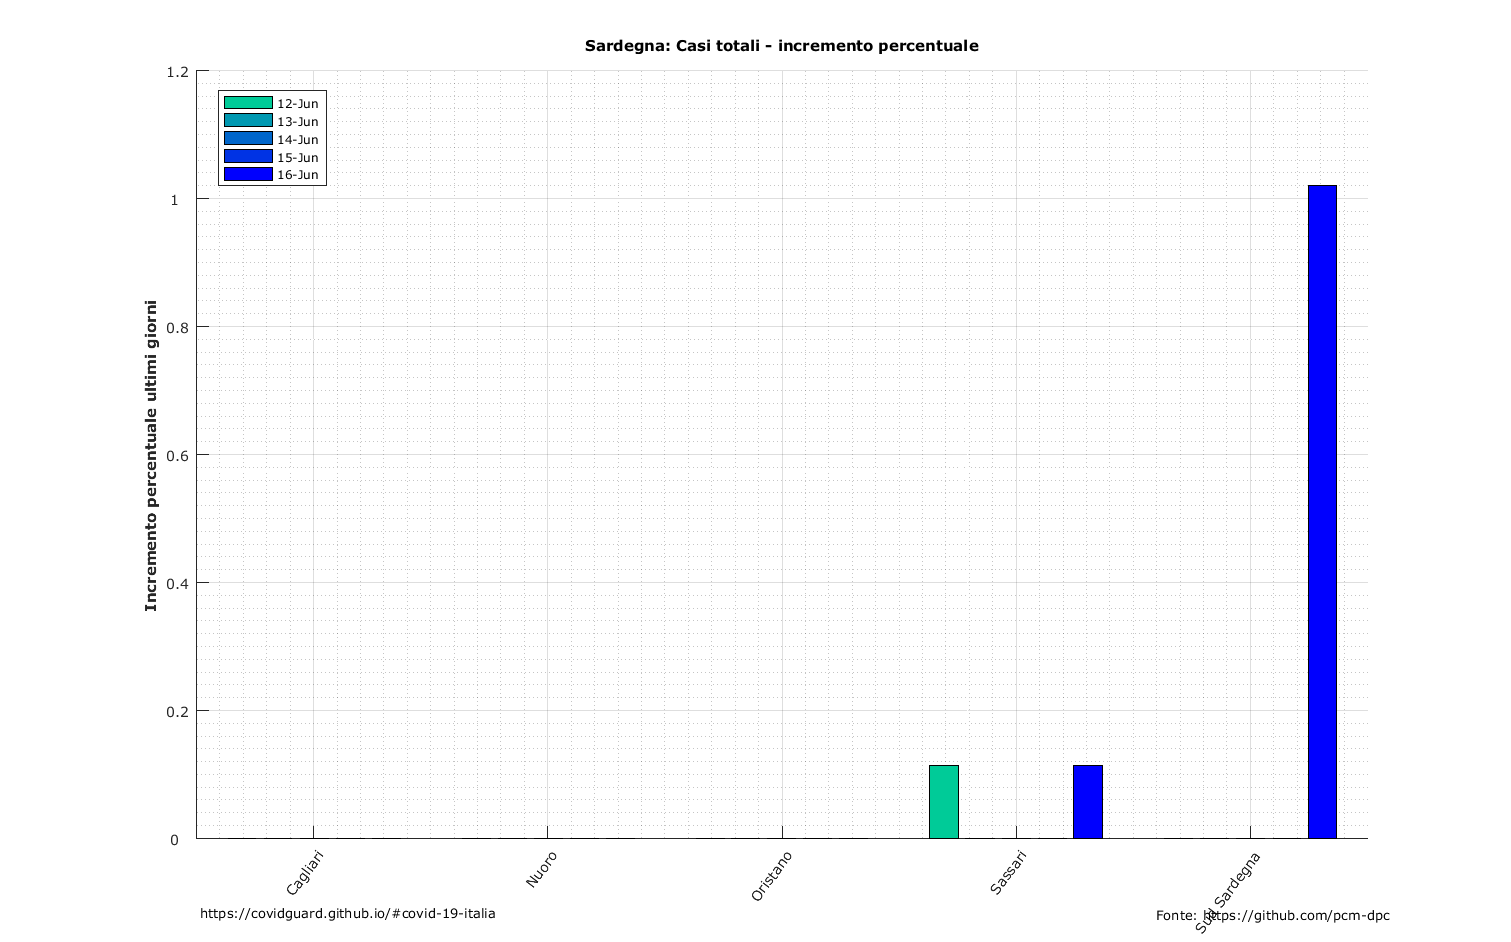 Sardegna: Casi totali - incremento percentuale
1.2
1
0.8
0.6
0.4
0.2
0
Incremento percentuale ultimi giorni
12-Jun
13-Jun
14-Jun
15-Jun
16-Jun
Cagliari
Nuoro
Oristano
Sassari
Sud Sardegna
https://covidguard.github.io/#covid-19-italia
Fonte: https://github.com/pcm-dpc